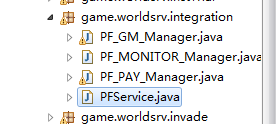 game.worldsrv.integration
PF_GM_Manager.java
PF_MONITOR_Manager.java
PF_PAY_Manager.java
PFService.java
game.worldsrv.invade